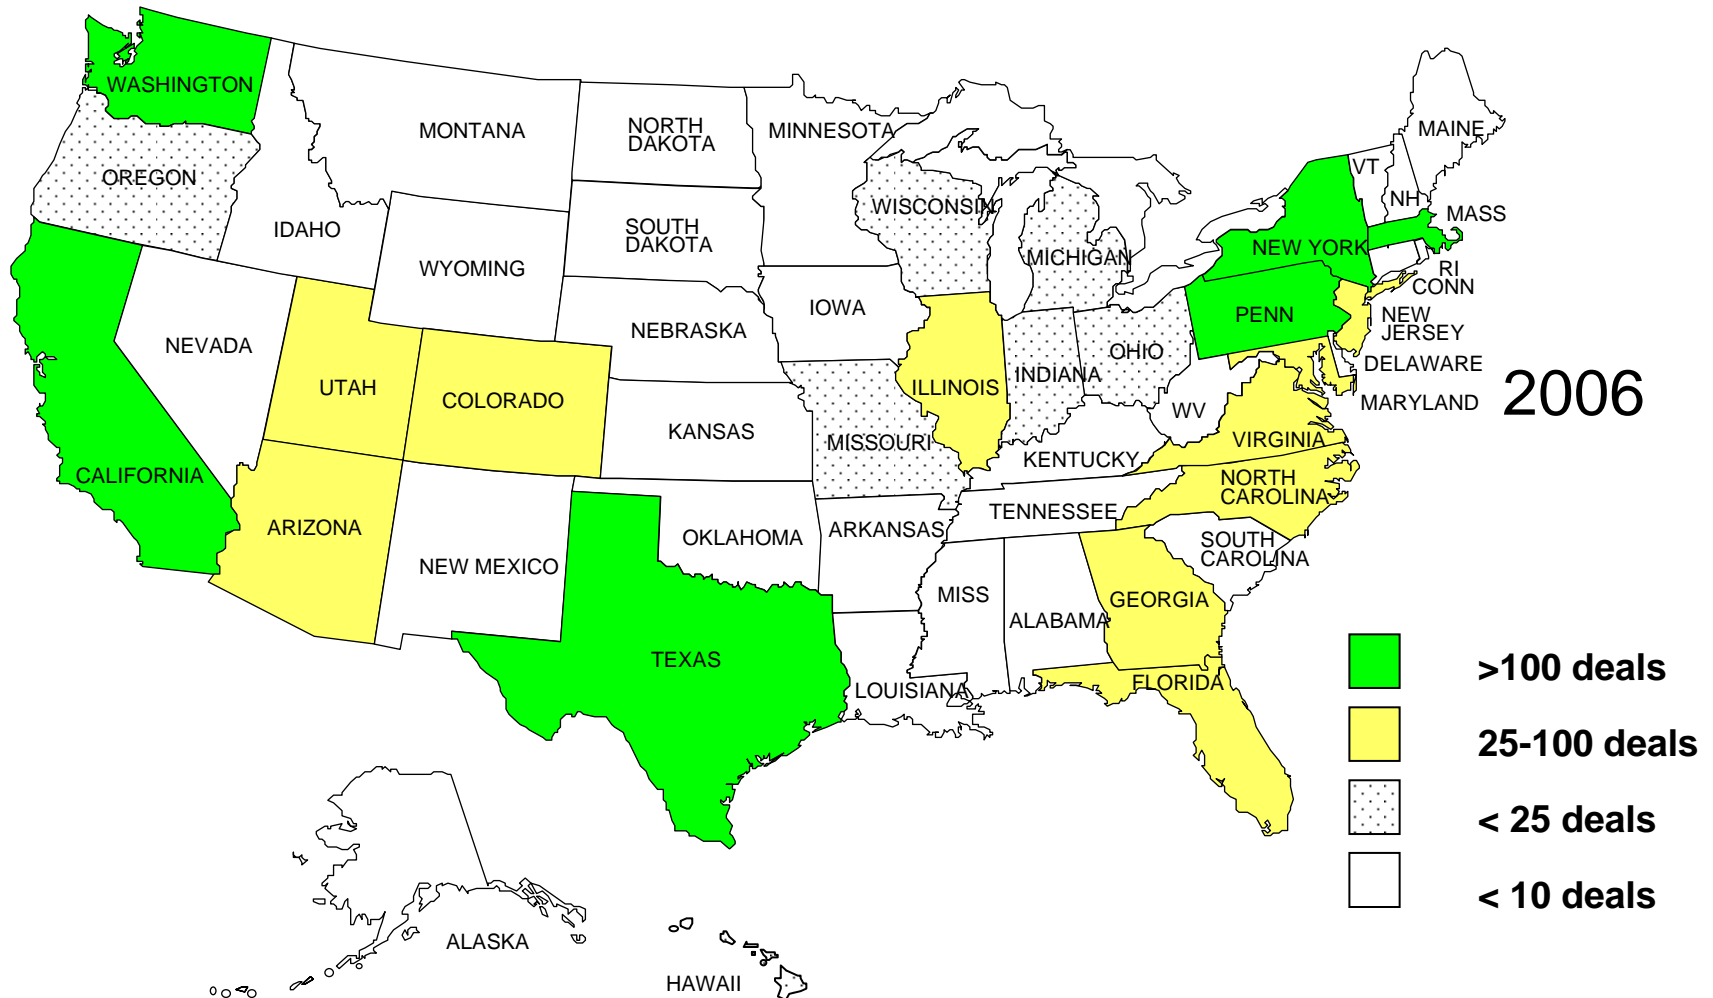 WASHINGTON
MONTANA
NORTH
DAKOTA
MINNESOTA
MAINE
VT
NH
OREGON
IDAHO
WISCONSIN
MASS
SOUTH
DAKOTA
NEW YORK
MICHIGAN
WYOMING
RI
CONN
IOWA
NEBRASKA
PENN
NEW
JERSEY
NEVADA
OHIO
DELAWARE
INDIANA
UTAH
ILLINOIS
COLORADO
MARYLAND
2006
WV
KANSAS
MISSOURI
VIRGINIA
KENTUCKY
CALIFORNIA
NORTH
CAROLINA
TENNESSEE
ARIZONA
OKLAHOMA
ARKANSAS
SOUTH
CAROLINA
NEW MEXICO
MISS
GEORGIA
ALABAMA
TEXAS
LOUISIANA
FLORIDA
>100 deals
25-100 deals
< 25 deals
< 10 deals
ALASKA
HAWAII